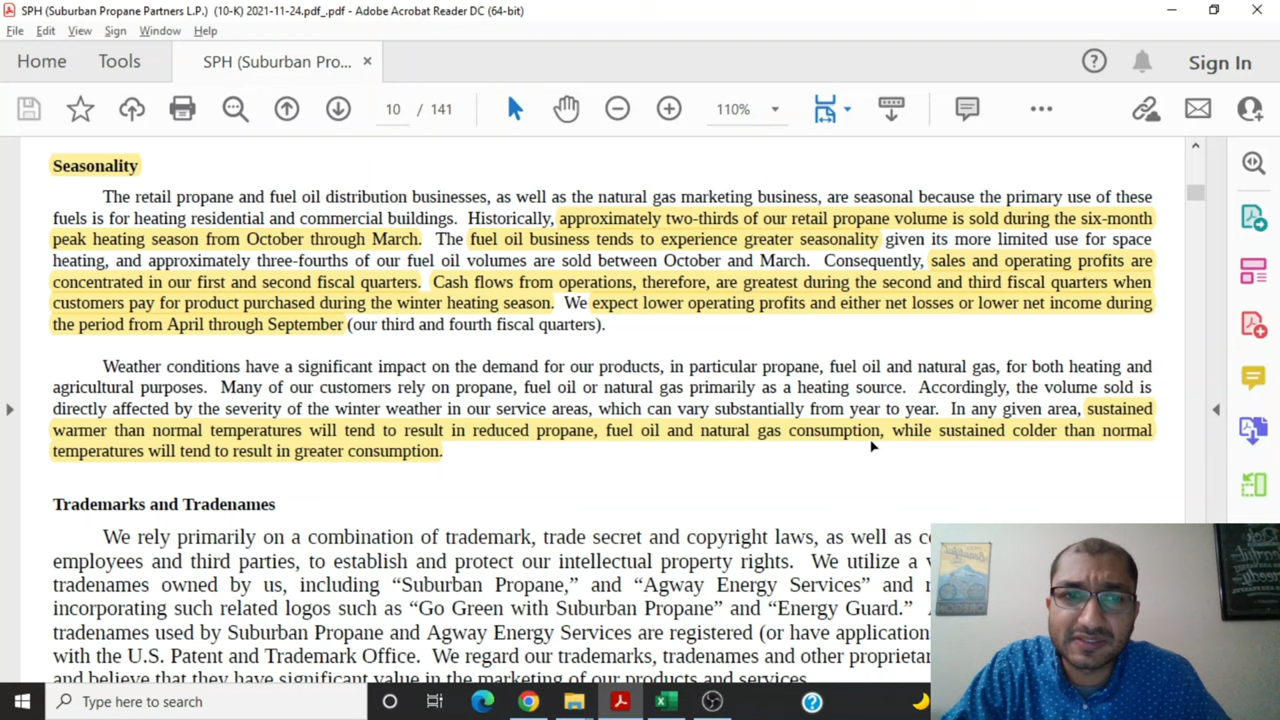 SPH (Suburban Propane Partners L.P.) (10-K) 2021-11-24.pdf_.pdf - Adobe Acrobat Reader DC (64-bit)
File Edit View Sign Window Help
Home Tools SPH (Suburban Pro... × Sign In
10 / 141 110%
Seasonality
The retail propane and fuel oil distribution businesses, as well as the natural gas marketing business, are seasonal because the primary use of these
fuels is for heating residential and commercial buildings. Historically, approximately two-thirds of our retail propane volume is sold during the six-month
peak heating season from October through March. The fuel oil business tends to experience greater seasonality given its more limited use for space
heating, and approximately three-fourths of our fuel oil volumes are sold between October and March. Consequently, sales and operating profits are
concentrated in our first and second fiscal quarters. Cash flows from operations, therefore, are greatest during the second and third fiscal quarters when
customers pay for product purchased during the winter heating season. We expect lower operating profits and either net losses or lower net income during
the period from April through September (our third and fourth fiscal quarters).
Weather conditions have a significant impact on the demand for our products, in particular propane, fuel oil and natural gas, for both heating and
agricultural purposes. Many of our customers rely on propane, fuel oil or natural gas primarily as a heating source. Accordingly, the volume sold is
directly affected by the severity of the winter weather in our service areas, which can vary substantially from year to year. In any given area, sustained
warmer than normal temperatures will tend to result in reduced propane, fuel oil and natural gas consumption, while sustained colder than normal
temperatures will tend to result in greater consumption.
Trademarks and Tradenames
We rely primarily on a combination of trademark, trade secret and copyright laws, as well as
employees and third parties, to establish and protect our intellectual property rights. We utilize a
tradenames owned by us, including “Suburban Propane,” and “Agway Energy Services” and
incorporating such related logos such as “Go Green with Suburban Propane” and “Energy Guard.”
tradenames used by Suburban Propane and Agway Energy Services are registered (or have application
with the U.S. Patent and Trademark Office. We regard our trademarks, tradenames and other proprietar
and believe that they have significant value in the marketing of our products and services.
OREGON
Type here to search